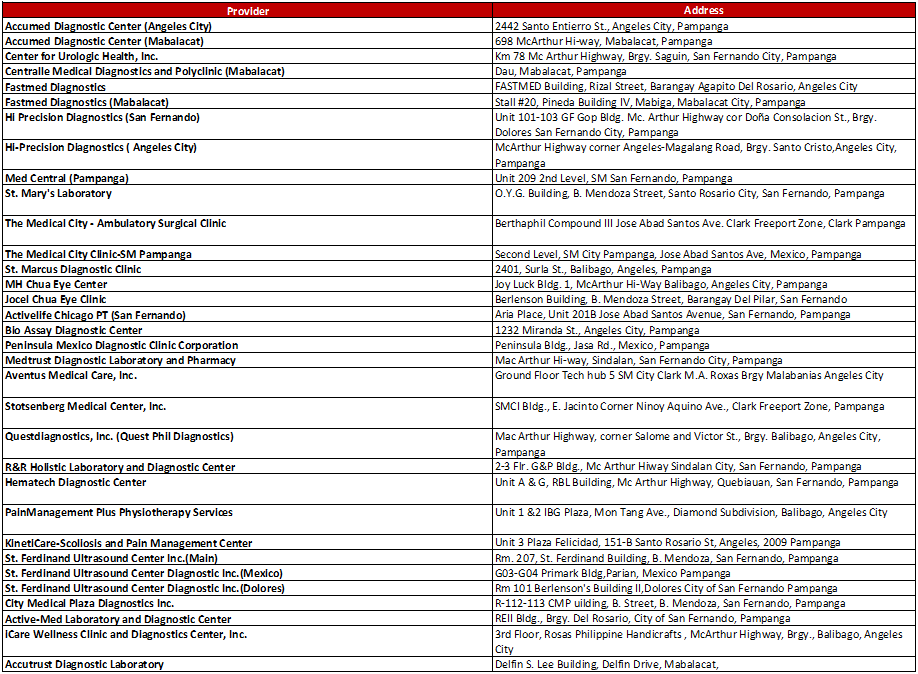 Provider Address
Accumed Diagnostic Center (Angeles City) 2442 Santo Entierro St., Angeles City, Pampanga
Accumed Diagnostic Center (Mabalacat) 698 McArthur Hi-way, Mabalacat, Pampanga
Center for Urologic Health, Inc. Km 78 Mc Arthur Highway, Brgy. Saguin, San Fernando City, Pampanga
Centralle Medical Diagnostics and Polyclinic (Mabalacat) Dau, Mabalacat, Pampanga
Fastmed Diagnostics FASTMED Building, Rizal Street, Barangay Agapito Del Rosario, Angeles City
Fastmed Diagnostics (Mabalacat) Stall #20, Pineda Building IV, Mabiga, Mabalacat City, Pampanga
Hi Precision Diagnostics (San Fernando) Unit 101-103 GF Gop Bldg. Mc. Arthur Highway cor Doña Consolacion St., Brgy.
Dolores San Fernando City, Pampanga
Hi-Precision Diagnostics ( Angeles City) McArthur Highway corner Angeles-Magalang Road, Brgy. Santo Cristo,Angeles City,
Pampanga
Med Central (Pampanga) Unit 209 2nd Level, SM San Fernando, Pampanga
St. Mary's Laboratory O.Y.G. Building, B. Mendoza Street, Santo Rosario City, San Fernando, Pampanga
The Medical City - Ambulatory Surgical Clinic Berthaphil Compound III Jose Abad Santos Ave. Clark Freeport Zone, Clark Pampanga
The Medical City Clinic-SM Pampanga Second Level, SM City Pampanga, Jose Abad Santos Ave, Mexico, Pampanga
St. Marcus Diagnostic Clinic 2401, Surla St., Balibago, Angeles, Pampanga
MH Chua Eye Center Joy Luck Bldg. 1, McArthur Hi-Way Balibago, Angeles City, Pampanga
Jocel Chua Eye Clinic Berlenson Building, B. Mendoza Street, Barangay Del Pilar, San Fernando
Activelife Chicago PT (San Fernando) Aria Place, Unit 201B Jose Abad Santos Avenue, San Fernando, Pampanga
Bio Assay Diagnostic Center 1232 Miranda St., Angeles City, Pampanga
Peninsula Mexico Diagnostic Clinic Corporation Peninsula Bldg., Jasa Rd., Mexico, Pampanga
Medtrust Diagnostic Laboratory and Pharmacy Mac Arthur Hi-way, Sindalan, San Fernando City, Pampanga
Aventus Medical Care, Inc. Ground Floor Tech hub 5 SM City Clark M.A. Roxas Brgy Malabanias Angeles City
Stotsenberg Medical Center, Inc. SMCI Bldg., E. Jacinto Corner Ninoy Aquino Ave., Clark Freeport Zone, Pampanga
Questdiagnostics, Inc. (Quest Phil Diagnostics) Mac Arthur Highway, corner Salome and Victor St., Brgy. Balibago, Angeles City,
Pampanga
R&R Holistic Laboratory and Diagnostic Center 2-3 Flr. G&P Bldg., Mc Arthur Hiway Sindalan City, San Fernando, Pampanga
Hematech Diagnostic Center Unit A & G, RBL Building, Mc Arthur Highway, Quebiauan, San Fernando, Pampanga
PainManagement Plus Physiotherapy Services Unit 1 &2 IBG Plaza, Mon Tang Ave., Diamond Subdivision, Balibago, Angeles City
KinetiCare-Scoliosis and Pain Management Center Unit 3 Plaza Felicidad, 151-B Santo Rosario St, Angeles, 2009 Pampanga
St. Ferdinand Ultrasound Center Inc.(Main) Rm. 207, St. Ferdinand Building, B. Mendoza, San Fernando, Pampanga
St. Ferdinand Ultrasound Center Diagnostic Inc.(Mexico) G03-G04 Primark Bldg,Parian, Mexico Pampanga
St. Ferdinand Ultrasound Center Diagnostic Inc.(Dolores) Rm 101 Berlenson's Building II,Dolores City of San Fernando Pampanga
City Medical Plaza Diagnostics Inc. R-112-113 CMP uilding, B. Street, B. Mendoza, San Fernando, Pampanga
Active-Med Laboratory and Diagnostic Center REII Bldg., Brgy. Del Rosario, City of San Fernando, Pampanga
iCare Wellness Clinic and Diagnostics Center, Inc. 3rd Floor, Rosas Philippine Handicrafts , McArthur Highway, Brgy., Balibago, Angeles
City
Accutrust Diagnostic Laboratory Delfin S. Lee Building, Delfin Drive, Mabalacat,